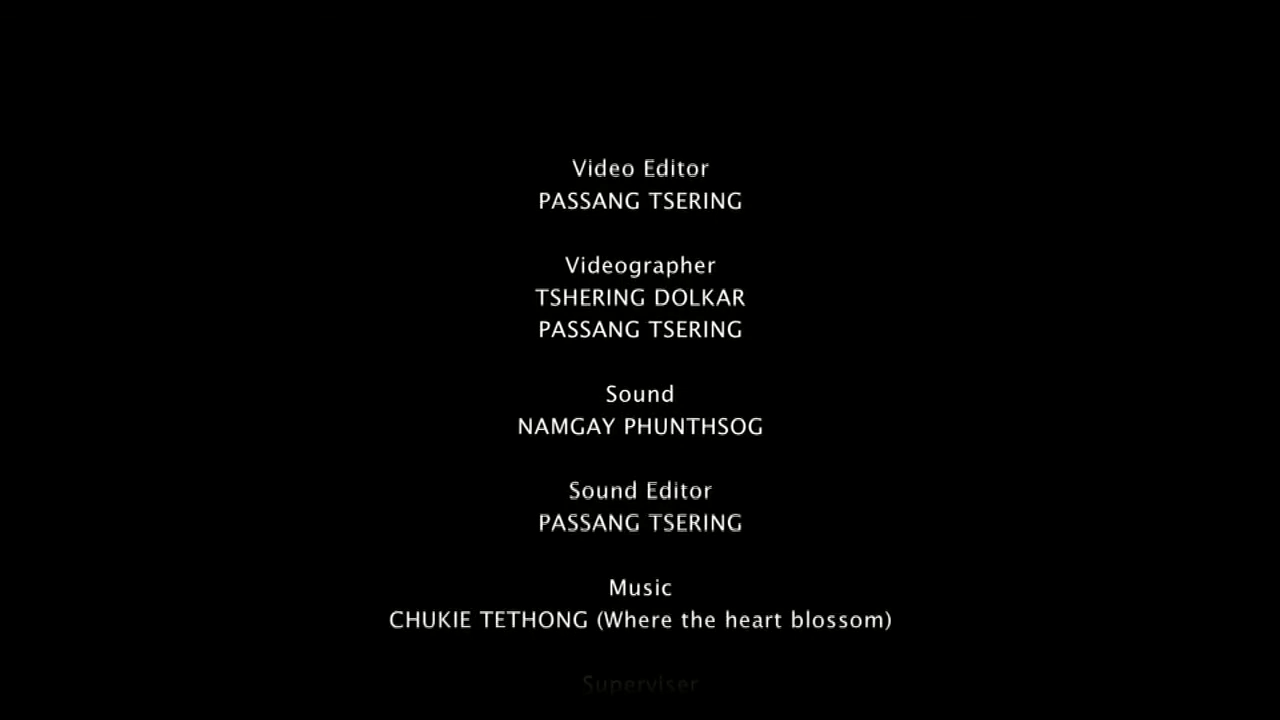 Video Editor
PASSANG TSERING
Videographer
TSHERING DOLKAR
PASSANG TSERING
Sound
NAMGAY PHUNTHSOG
Sound Editor
PASSANG TSERING
Music
CHUKIE TETHONG (Where the heart blossom)
Superviser